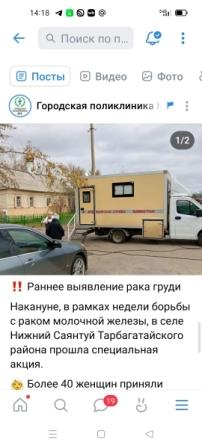 14:18
Поиск по п...
Посты Видео Фото
Городская поликлиника
1/2
‼ Раннее выявление рака груди
Накануне, в рамках недели борьбы
с раком молочной железы, в селе
Нижний Саянтуй Тарбагатайского
района прошла специальная
акция.
Более 40 женщин приняли
19